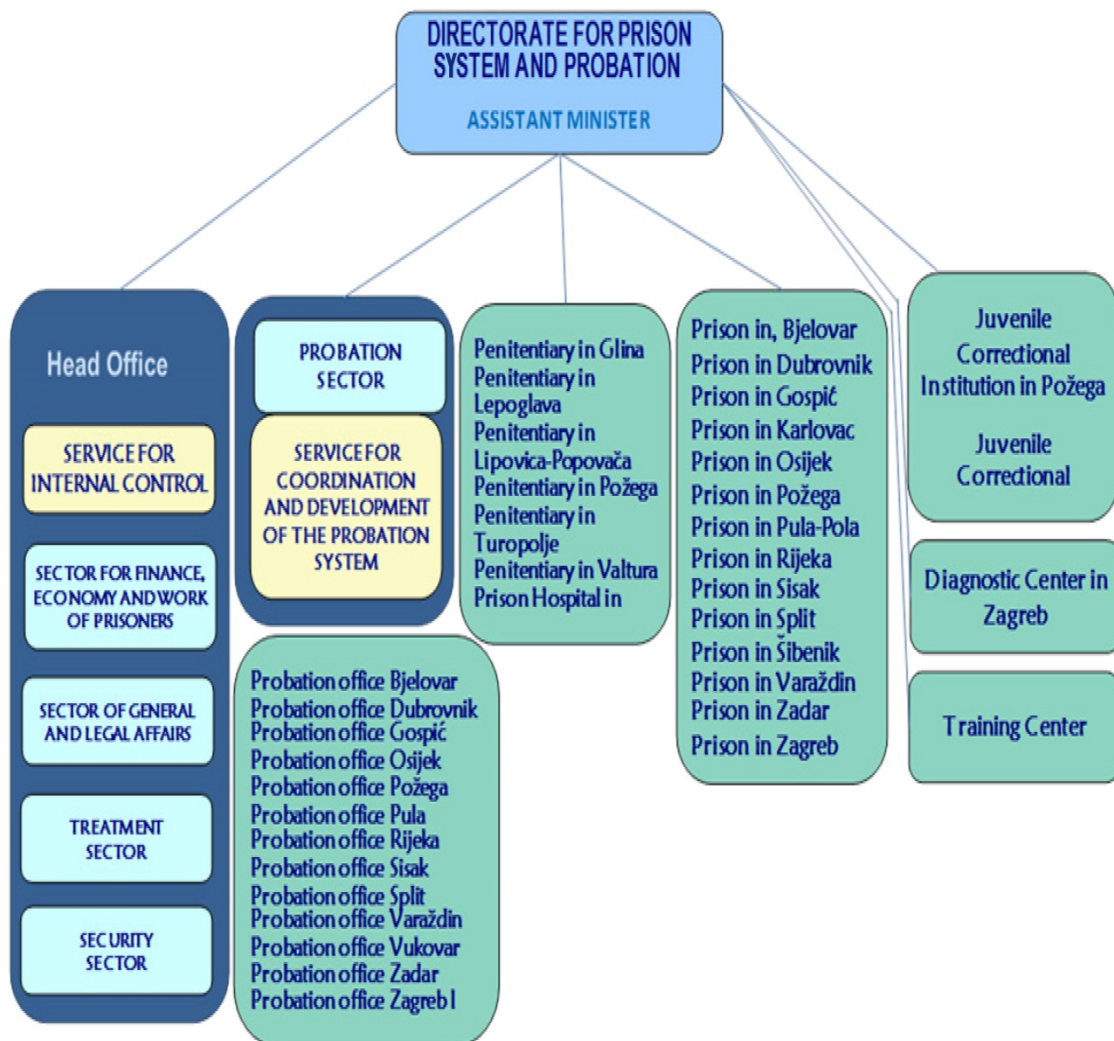 DIRECTORATE FOR PRISON
SYSTEM AND PROBATION
ASSISTANT MINISTER
Head Office
SERVICE FOR
INTERNAL CONTROL
SECTOR FOR FINANCE,
ECONOMY AND WORK
OF PRISONERS
SECTOR OF GENERAL
AND LEGAL AFFAIRS
TREATMENT
SECTOR
SECURITY
SECTOR
PROBATION
SECTOR
SERVICE FOR
COORDINATION
AND DEVELOPMENT
OF THE PROBATION
SYSTEM
Probation office Bjelovar
Probation office Dubrovnik
Probation office Gospić
Probation office Osijek
Probation office Požega
Probation office Pula
Probation office Rijeka
Probation office Sisak
Probation office Split
Probation office Varaždin
Probation office Vukovar
Probation office Zadar
Probation office Zagreb I
Penitentiary in Glina
Penitentiary in
Lepoglava
Penitentiary in
Lipovica-Popovača
Penitentiary in Požega
Penitentiary in
Turopolje
Penitentiary in Valtura
Prison Hospital in
Prison in, Bjelovar
Prison in Dubrovnik
Prison in Gospić
Prison in Karlovac
Prison in Osijek
Prison in Požega
Prison in Pula-Pola
Prison in Rijeka
Prison in Sisak
Prison in Split
Prison in Šibenik
Prison in Varaždin
Prison in Zadar
Prison in Zagreb
Juvenile
Correctional
Institution in Požega
Juvenile
Correctional
Diagnostic Center in
Zagreb
Training Center